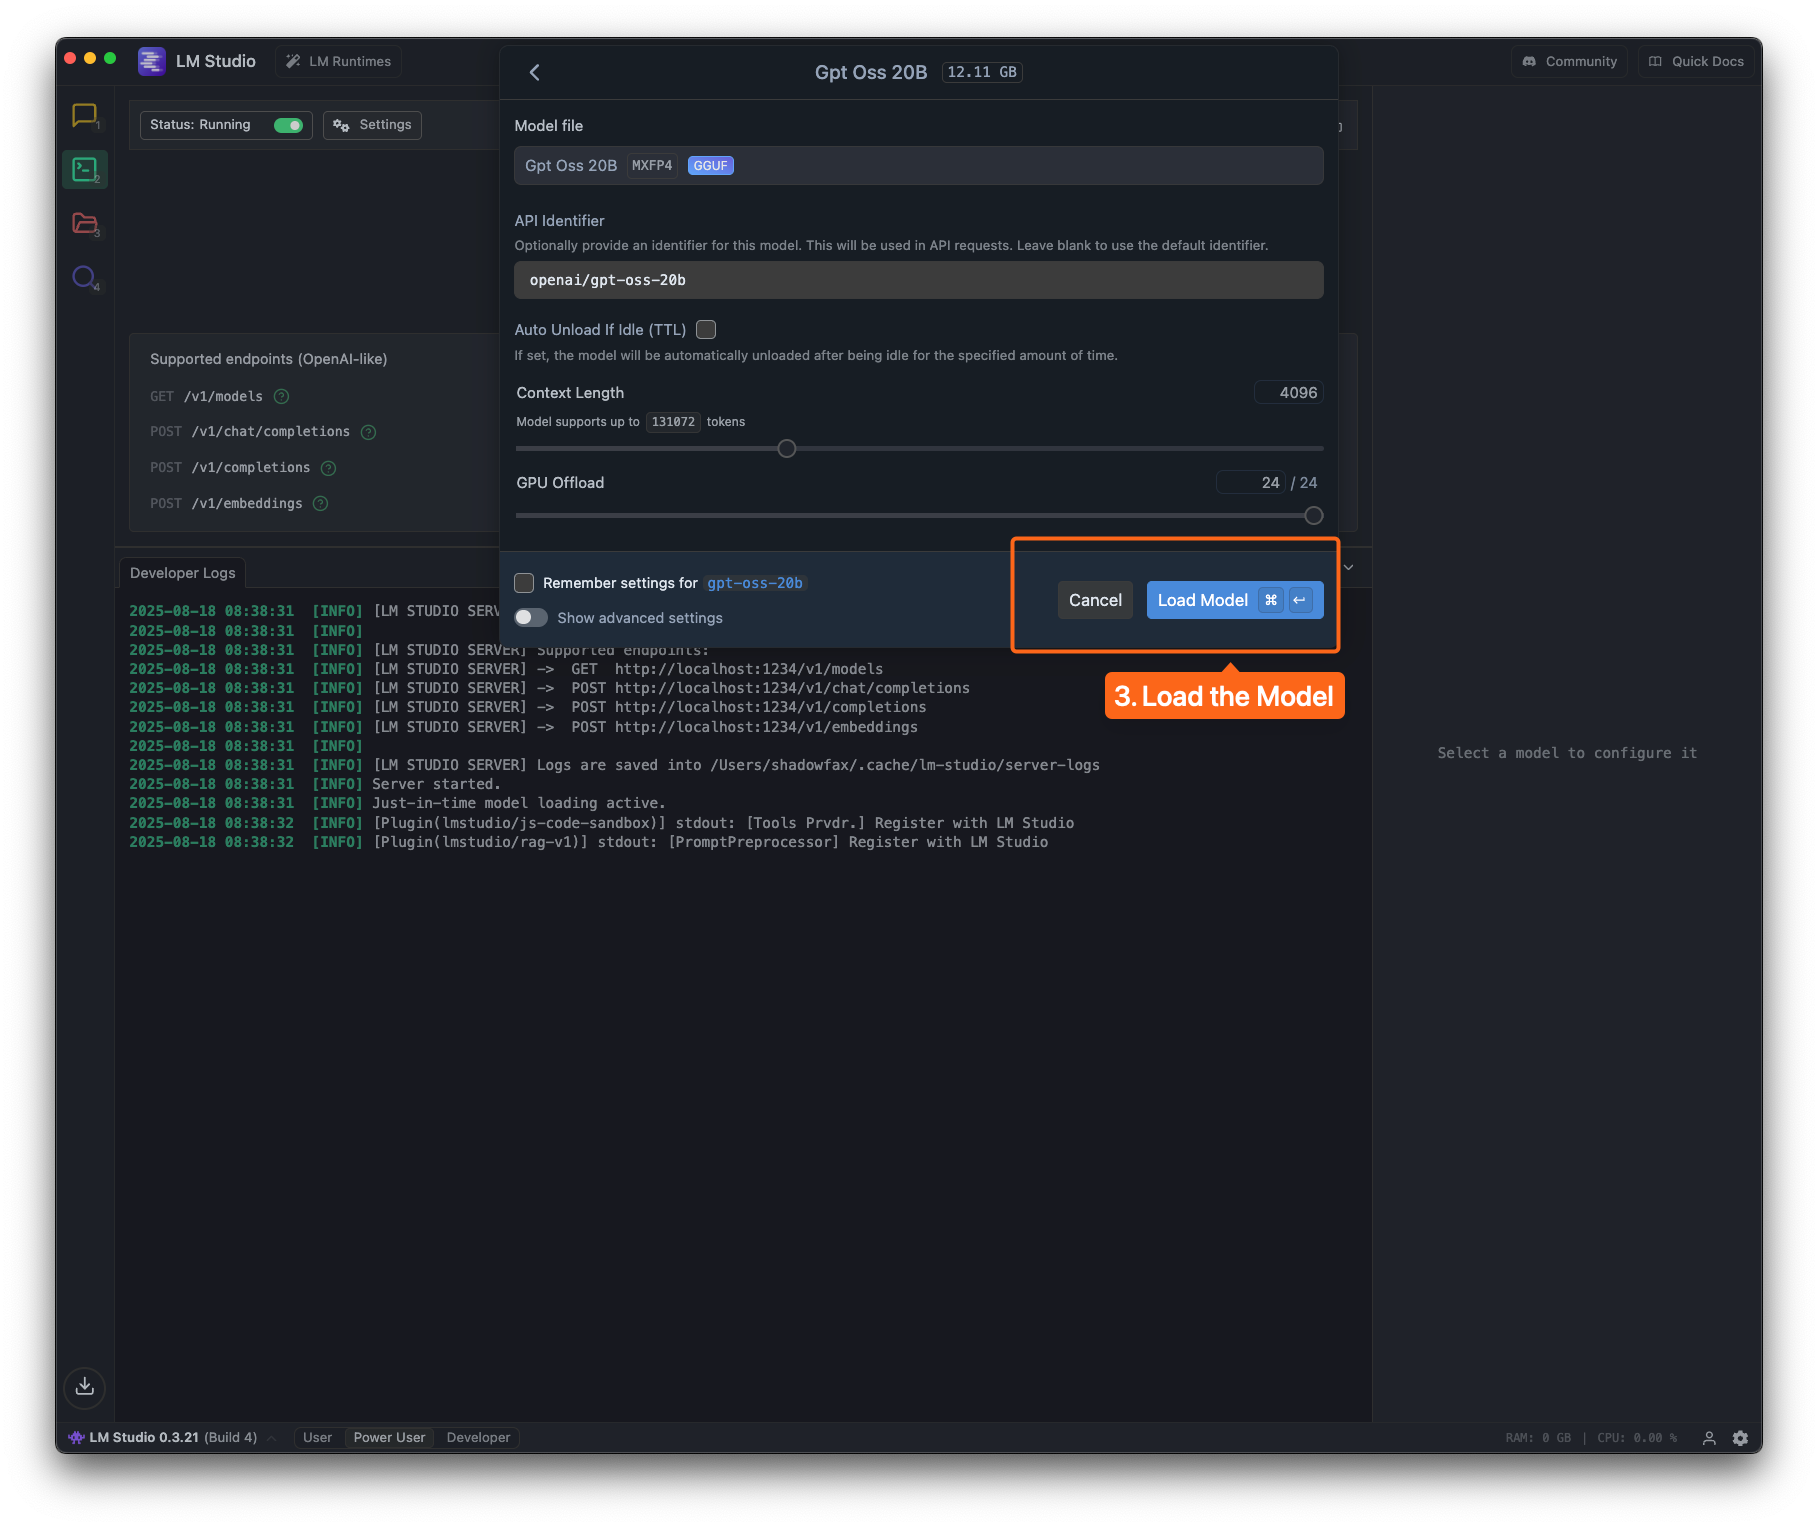 LM Studio
LM Runtimes
Community
Quick Docs
Gpt Oss 20B 12.11 GB
Status: Running
Settings
Model file
Gpt Oss 20B MXFP4 GGUF
API Identifier
Optionally provide an identifier for this model. This will be used in API requests. Leave blank to use the default identifier.
openai/gpt-oss-20b
Auto Unload If Idle (TTL)
If set, the model will be automatically unloaded after being idle for the specified amount of time.
Context Length 4096
Model supports up to 131072 tokens
GPU Offload 24 / 24
Remember settings for gpt-oss-20b
Show advanced settings
Cancel
Load Model ⌘ ↩
3. Load the Model
1
2
3
4
Supported endpoints (OpenAI-like)
GET /v1/models ?
POST /v1/chat/completions ?
POST /v1/completions ?
POST /v1/embeddings ?
Developer Logs
2025-08-18 08:38:31 [INFO] [LM STUDIO SERV
2025-08-18 08:38:31 [INFO]
2025-08-18 08:38:31 [INFO] [LM STUDIO SERVER] Supported endpoints:
2025-08-18 08:38:31 [INFO] [LM STUDIO SERVER] -> GET http://localhost:1234/v1/models
2025-08-18 08:38:31 [INFO] [LM STUDIO SERVER] -> POST http://localhost:1234/v1/chat/completions
2025-08-18 08:38:31 [INFO] [LM STUDIO SERVER] -> POST http://localhost:1234/v1/completions
2025-08-18 08:38:31 [INFO] [LM STUDIO SERVER] -> POST http://localhost:1234/v1/embeddings
2025-08-18 08:38:31 [INFO]
2025-08-18 08:38:31 [INFO] [LM STUDIO SERVER] Logs are saved into /Users/shadowfax/.cache/lm-studio/server-logs
2025-08-18 08:38:31 [INFO] Server started.
2025-08-18 08:38:31 [INFO] Just-in-time model loading active.
2025-08-18 08:38:32 [INFO] [Plugin(lmstudio/js-code-sandbox)] stdout: [Tools Prvdr.] Register with LM Studio
2025-08-18 08:38:32 [INFO] [Plugin(lmstudio/rag-v1)] stdout: [PromptPreprocessor] Register with LM Studio
Select a model to configure it
LM Studio 0.3.21 (Build 4)
User
Power User
Developer
RAM: 0 GB | CPU: 0.00 %